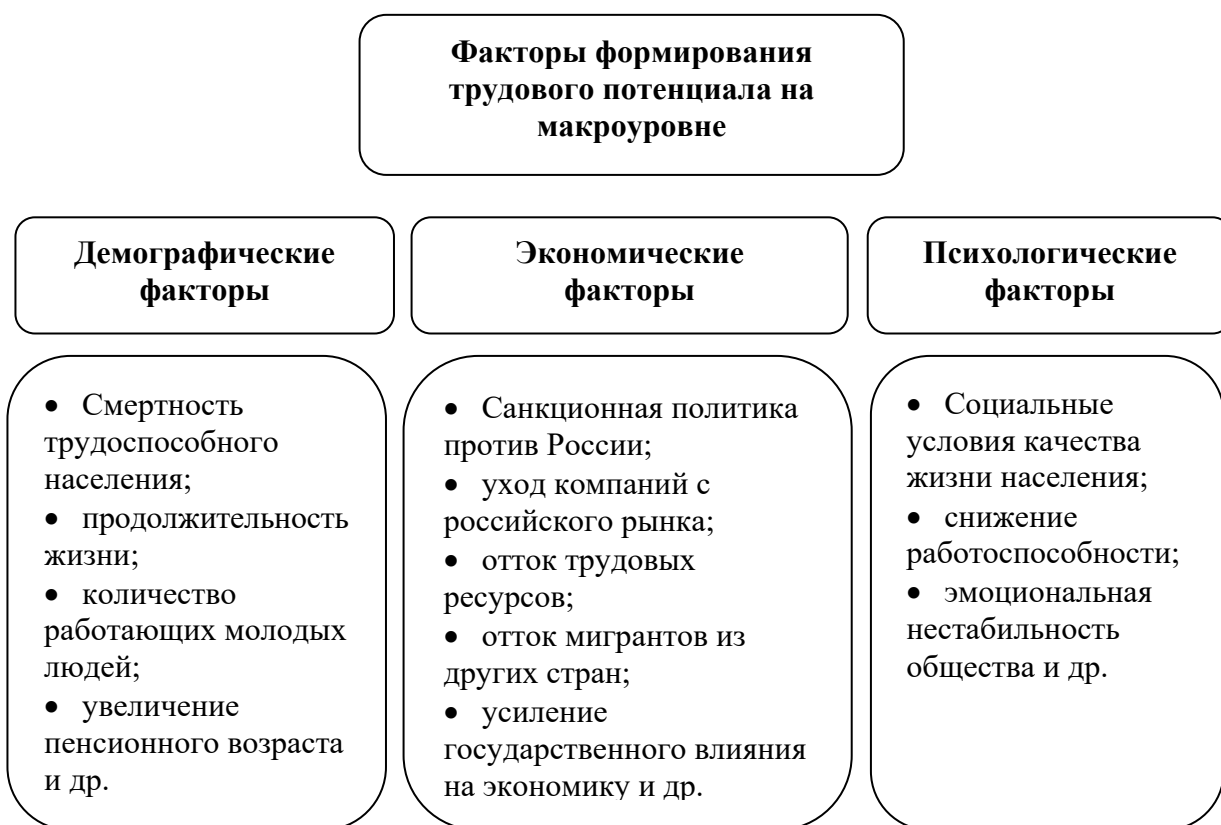 Факторы формирования
трудового потенциала на
макроуровне
Демографические
факторы
Экономические
факторы
Психологические
факторы
• Смертность
трудоспособного
населения;
• продолжительность
жизни;
• количество
работающих молодых
людей;
• увеличение
пенсионного возраста
и др.
• Санкционная политика
против России;
• уход компаний с
российского рынка;
• отток трудовых
ресурсов;
• отток мигрантов из
других стран;
• усиление
государственного влияния
на экономику и др.
• Социальные
условия качества
жизни населения;
• снижение
работоспособности;
• эмоциональная
нестабильность
общества и др.